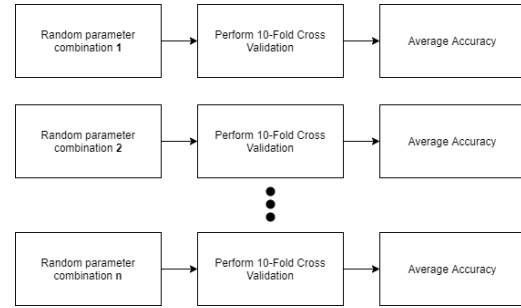 Random parameter
combination 1
Perform 10-Fold Cross
Validation
Average Accuracy
Random parameter
combination 2
Perform 10-Fold Cross
Validation
Average Accuracy
Random parameter
combination n
Perform 10-Fold Cross
Validation
Average Accuracy